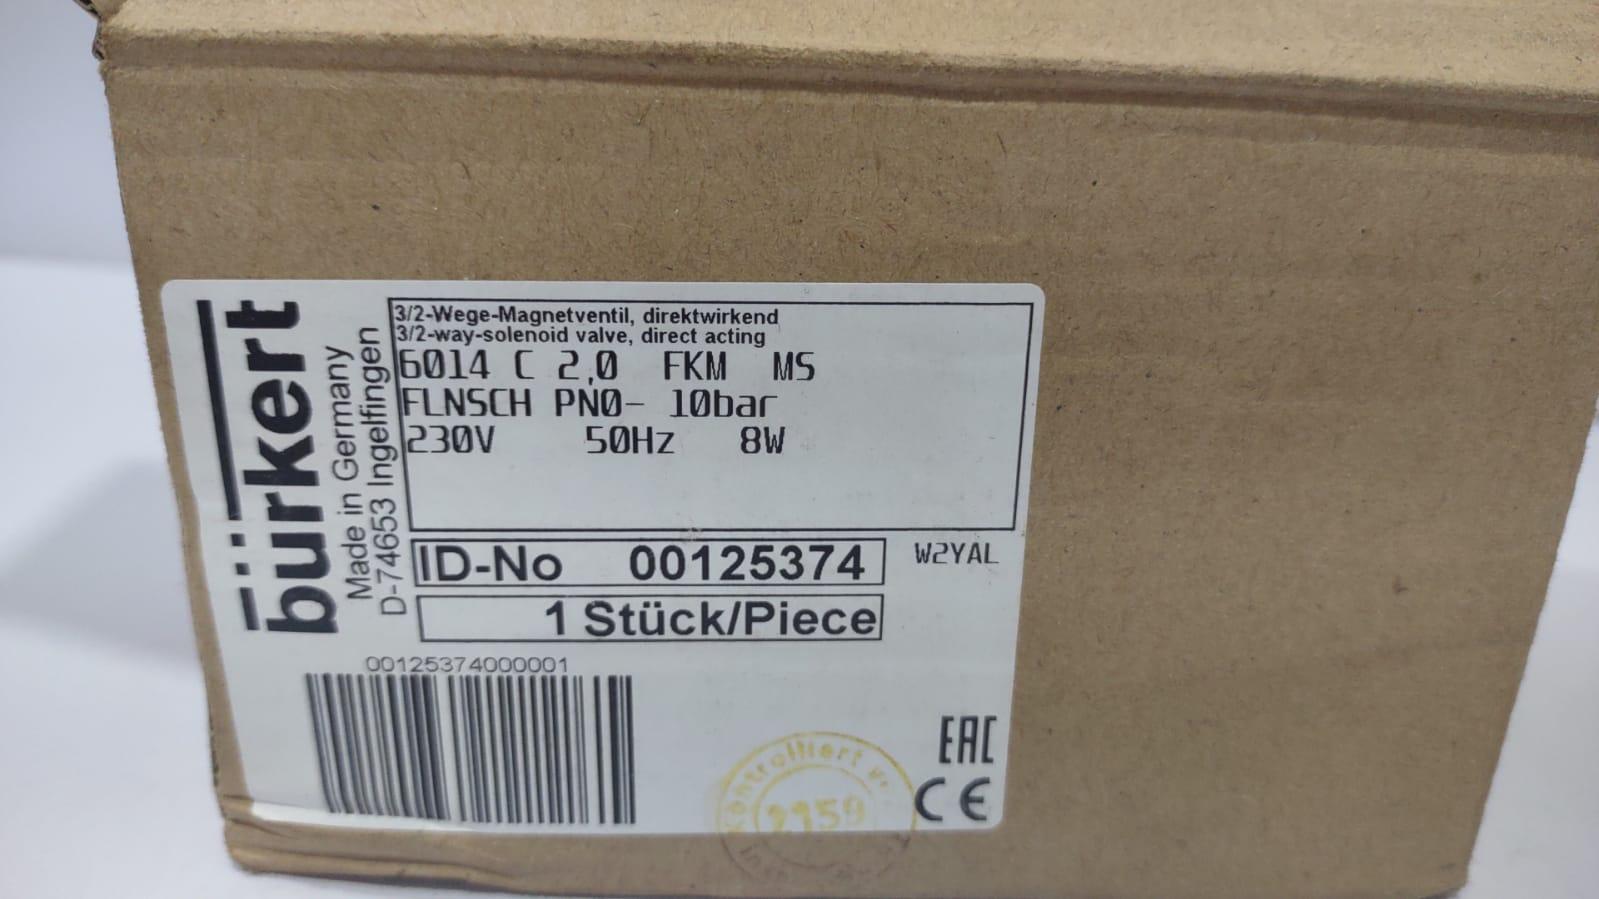 bürkert
Made in Germany
D-74653 Ingelfingen
3/2-Wege-Magnetventil, direktwirkend
3/2-way-solenoid valve, direct acting
6014 C 2,0 FKM MS
FLNSCH PN0- 10bar
230V 50Hz 8W
ID-No 00125374
W2YAL
1 Stück/Piece
00125374000001
EAC
CE
Kontrolliert
2159